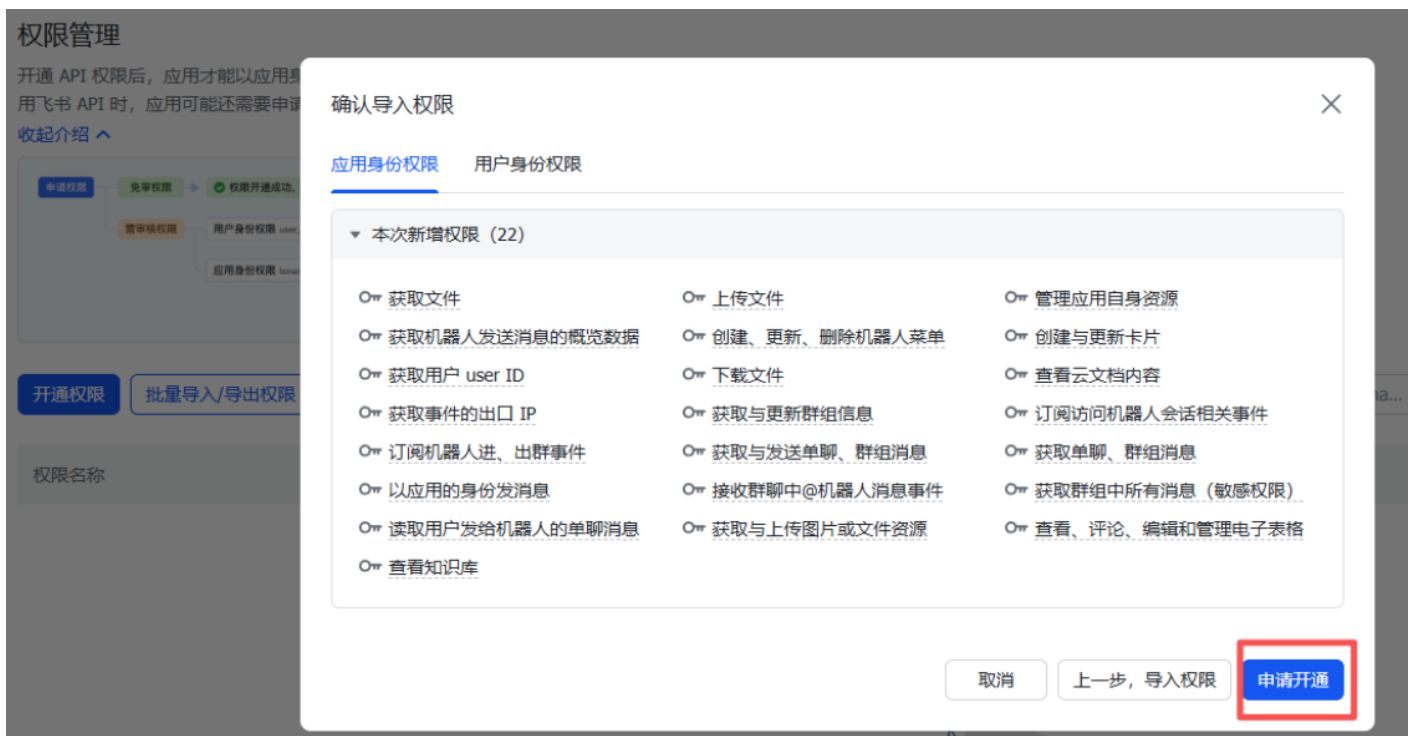 权限管理
开通 API 权限后，应用才能以应用身
用飞书 API 时，应用可能还需要申请
收起介绍
申请权限
免审权限
权限开通成功、
需审核权限
用户身份权限 user_
应用身份权限 tenan
开通权限
批量导入/导出权限
权限名称
确认导入权限
应用身份权限 用户身份权限
本次新增权限（22）
获取文件 上传文件 管理应用自身资源
获取机器人发送消息的概览数据 创建、更新、删除机器人菜单 创建与更新卡片
获取用户 user ID 下载文件 查看云文档内容
获取事件的出口 IP 获取与更新群组信息 订阅访问机器人会话相关事件
订阅机器人进、出群事件 获取与发送单聊、群组消息 获取单聊、群组消息
以应用的身份发消息 接收群聊中@机器人消息事件 获取群组中所有消息（敏感权限）
读取用户发给机器人的单聊消息 获取与上传图片或文件资源 查看、评论、编辑和管理电子表格
查看知识库
取消 上一步，导入权限 申请开通